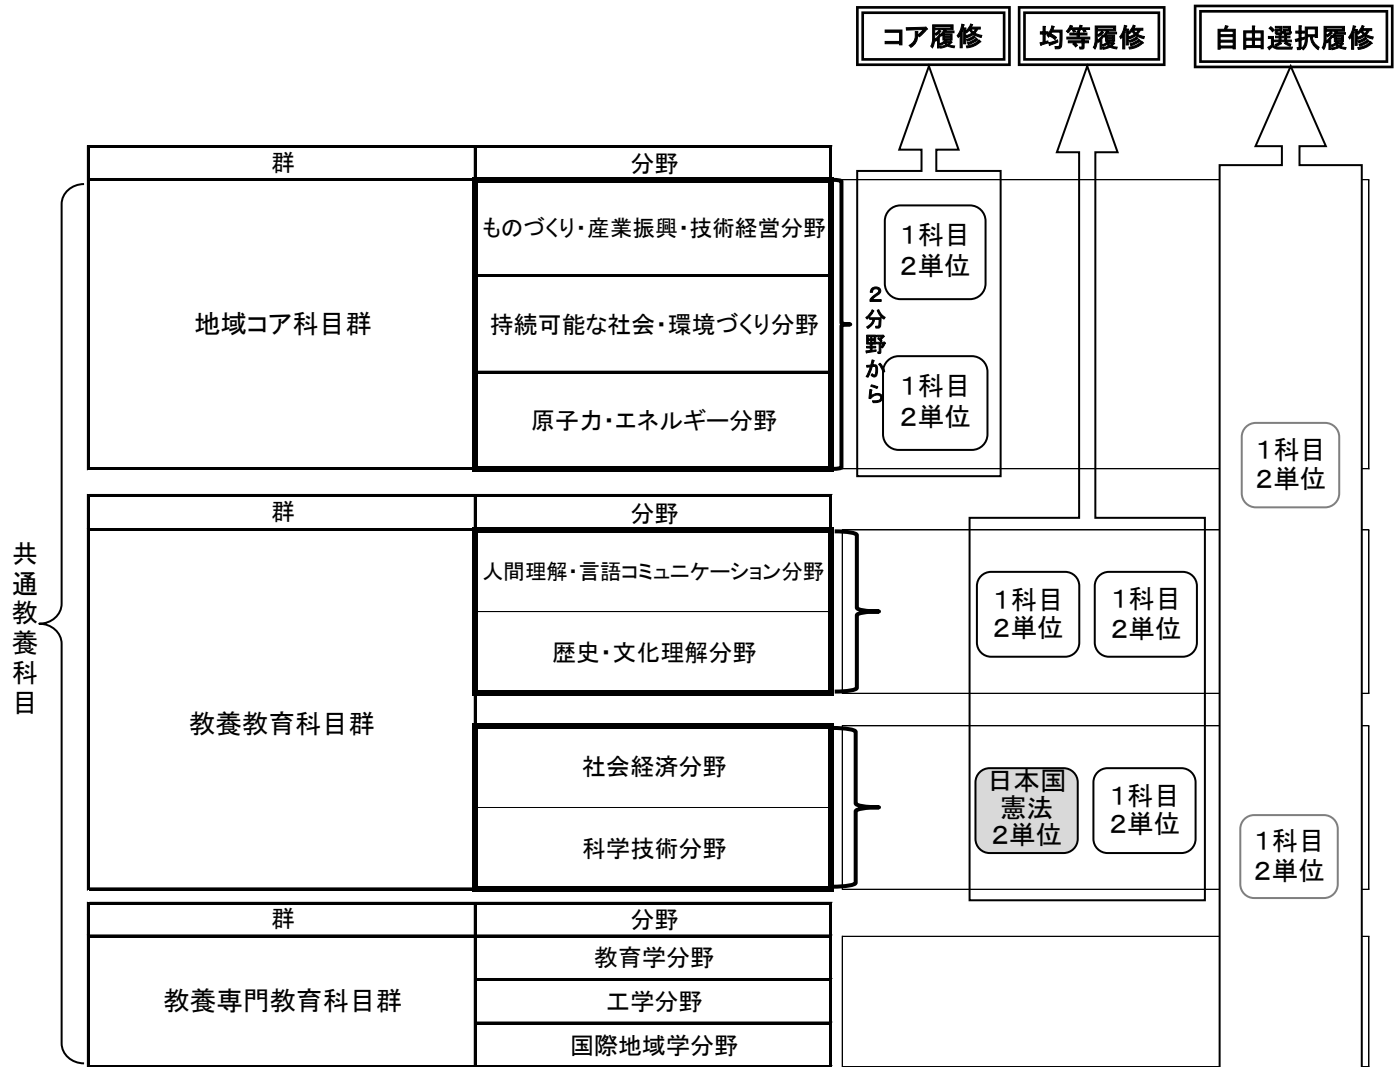 コア履修
均等履修
自由選択履修
群
分野
共通教養科目
地域コア科目群
ものづくり・産業振興・技術経営分野
持続可能な社会・環境づくり分野
原子力・エネルギー分野
2分野から
1科目
2単位
1科目
2単位
1科目
2単位
群
分野
教養教育科目群
人間理解・言語コミュニケーション分野
歴史・文化理解分野
1科目
2単位
1科目
2単位
社会経済分野
科学技術分野
日本国
憲法
2単位
1科目
2単位
1科目
2単位
群
分野
教養専門教育科目群
教育学分野
工学分野
国際地域学分野